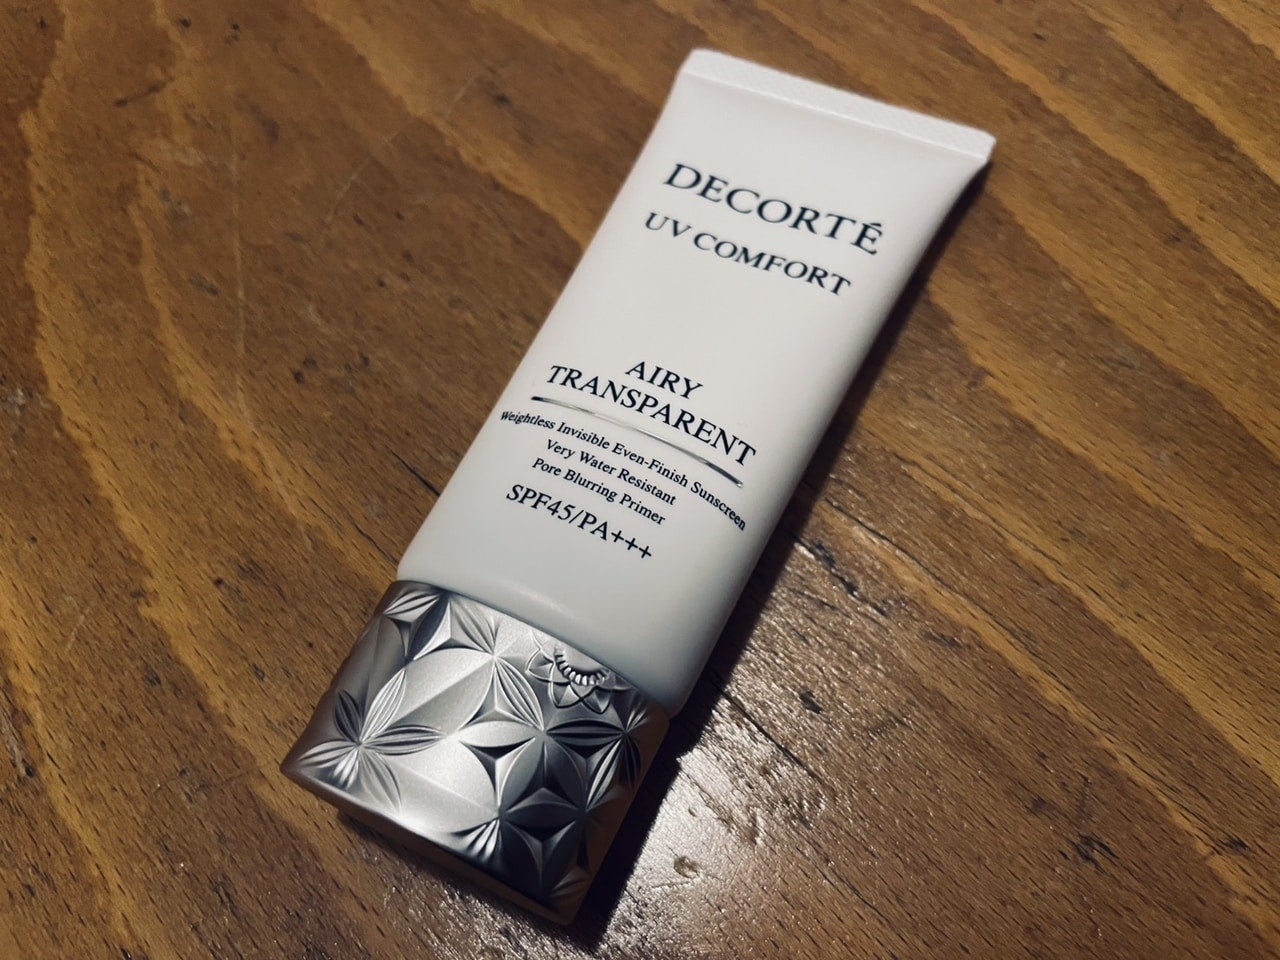 DECORTÉ
UV COMFORT
AIRY
TRANSPARENT
Weightless Invisible Even-Finish Sunscreen
Very Water Resistant
Pore Blurring Primer
SPF45/PA+++